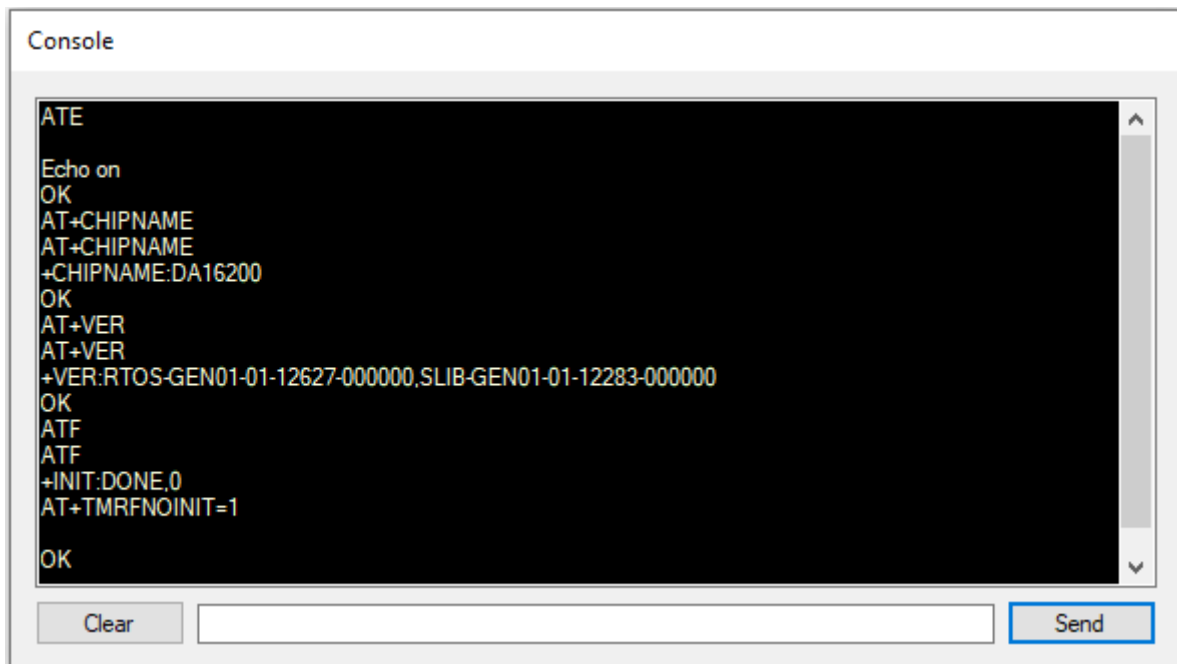 Console
ATE
Echo on
OK
AT+CHIPNAME
AT+CHIPNAME
+CHIPNAME:DA16200
OK
AT+VER
AT+VER
+VER:RTOS-GEN01-01-12627-000000,SLIB-GEN01-01-12283-000000
OK
ATF
ATF
+INIT:DONE,0
AT+TMRFNOINIT=1
OK
Clear
Send